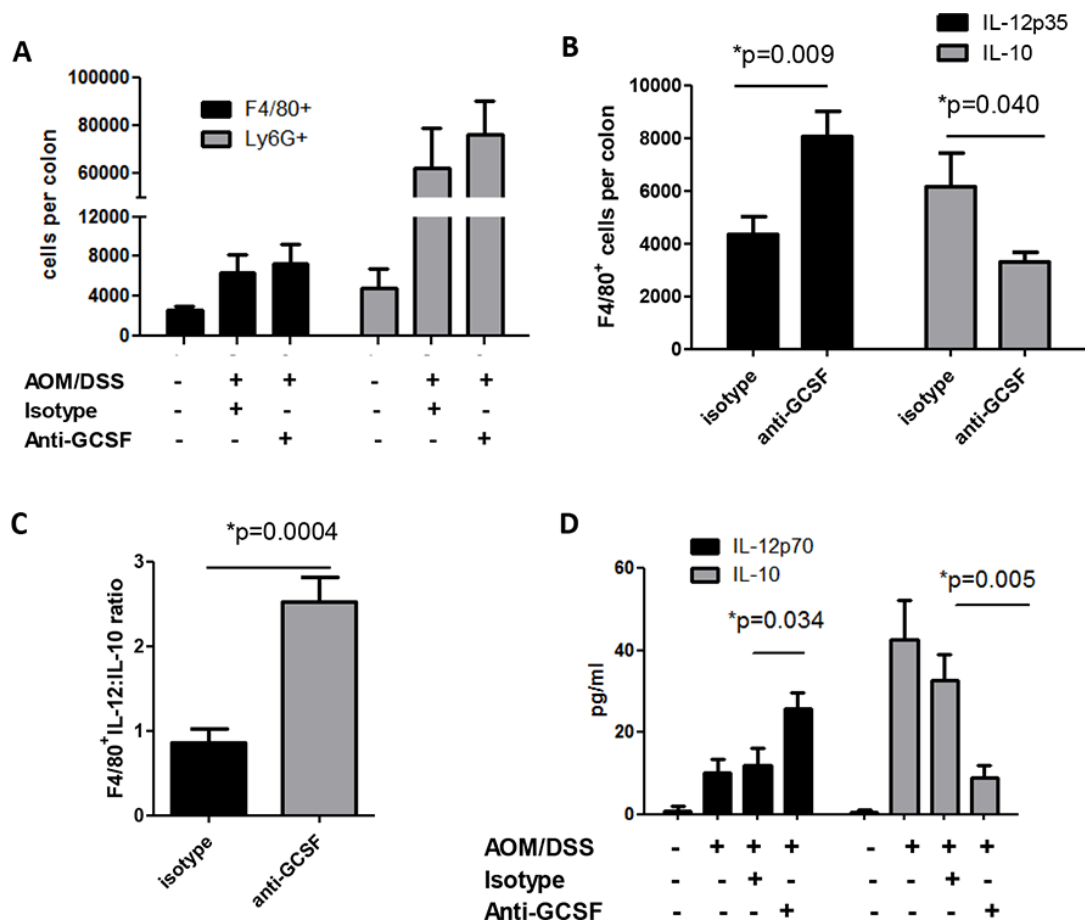 A
100000
80000
60000
12000
8000
4000
0
cells per colon
F4/80+
Ly6G+
AOM/DSS - + + - + +
Isotype - + - - + -
Anti-GCSF - - + - - +
B
IL-12p35
IL-10
*p=0.009
*p=0.040
10000
8000
6000
4000
2000
0
F4/80+ cells per colon
isotype
anti-GCSF
isotype
anti-GCSF
C
*p=0.0004
3
2
1
0
F4/80+IL-12:IL-10 ratio
isotype
anti-GCSF
D
IL-12p70
IL-10
*p=0.034
*p=0.005
60
40
20
0
pg/ml
AOM/DSS - + + + - + + +
Isotype - - + - - - + -
Anti-GCSF - - - + - - - +